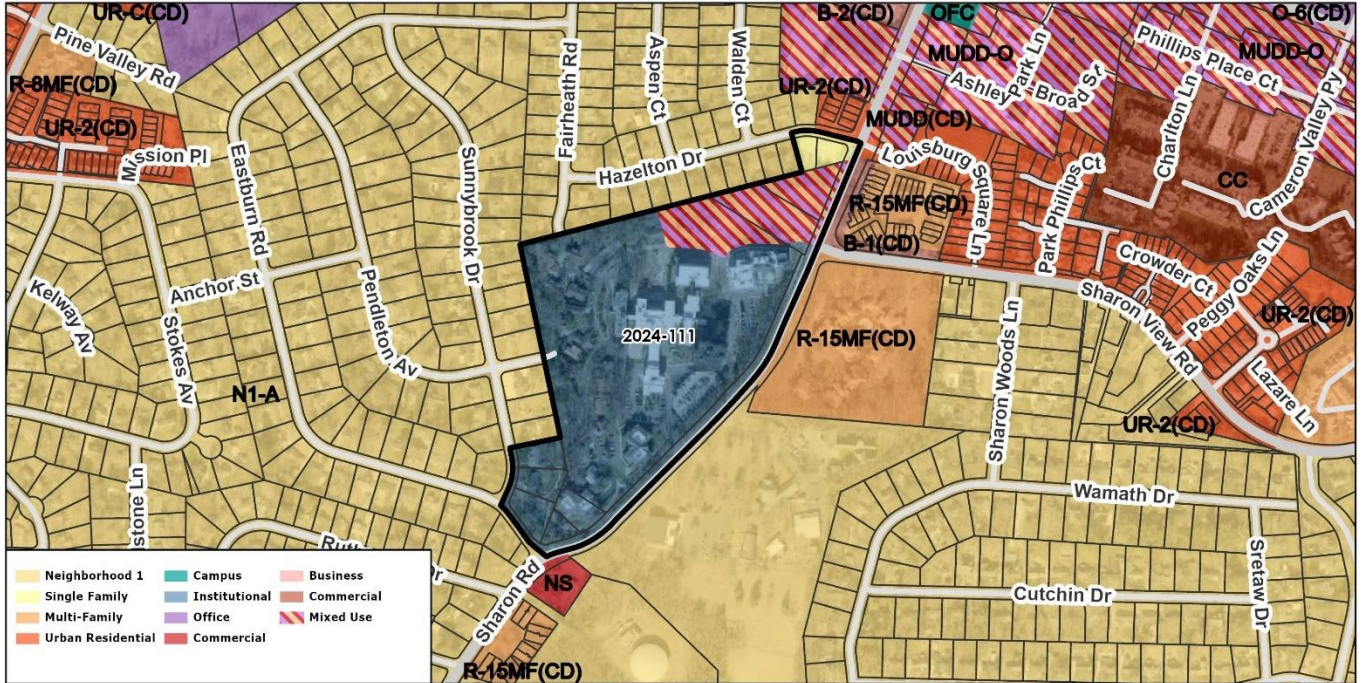 UR-C(CD)
B-2(CD)
OFC
O-6(CD)
Pine Valley Rd
R-8MF(CD)
UR-2(CD)
Mission Pl
Fairheath Rd
Aspen Ct
Walden Ct
UR-2(CD)
MUDD-O
Ashley Park Ln
Broad St
Phillips Place Ct
MUDD-O
MUDD(CD)
Charlton Ln
Cameron Valley Py
CC
Eastburn Rd
Sunnybrook Dr
Hazelton Dr
Louisburg Square Ln
Park Phillips Ct
R-15MF(CD)
B-1(CD)
Crowder Ct
Peggy Oaks Ln
UR-2(CD)
Kelway Av
Anchor St
Stokes Av
Pendleton Av
N1-A
2024-111
R-15MF(CD)
Sharon Woods Ln
Sharon View Rd
Lazare Ln
UR-2(CD)
stone Ln
Wamath Dr
Sretaw Dr
Cutchin Dr
Sharon Rd
NS
R-15MF(CD)
Neighborhood 1
Single Family
Multi-Family
Urban Residential
Campus
Institutional
Office
Commercial
Business
Commercial
Mixed Use